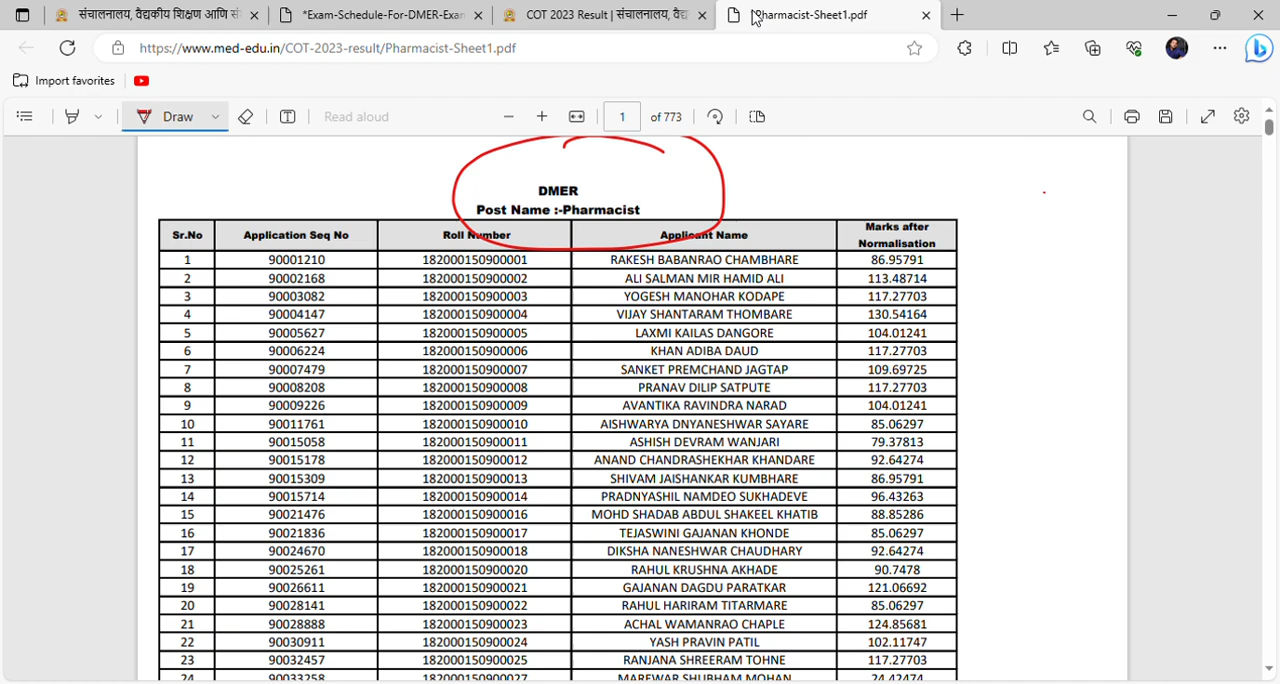 संचालनालय, वैद्यकीय शिक्षण आणि सं
*Exam-Schedule-For-DMER-Exam
COT 2023 Result | संचालनालय, वैद्य
*Pharmacist-Sheet1.pdf
https://www.med-edu.in/COT-2023-result/Pharmacist-Sheet1.pdf
Import favorites
Draw
Read aloud
1 of 773
DMER
Post Name :-Pharmacist
Sr.No Application Seq No Roll Number Applicant Name Marks after Normalisation
1 90001210 182000150900001 RAKESH BABANRAO CHAMBHARE 86.95791
2 90002168 182000150900002 ALI SALMAN MIR HAMID ALI 113.48714
3 90003082 182000150900003 YOGESH MANOHAR KODAPE 117.27703
4 90004147 182000150900004 VIJAY SHANTARAM THOMBARE 130.54164
5 90005627 182000150900005 LAXMI KAILAS DANGORE 104.01241
6 90006224 182000150900006 KHAN ADIBA DAUD 117.27703
7 90007479 182000150900007 SANKET PREMCHAND JAGTAP 109.69725
8 90008208 182000150900008 PRANAV DILIP SATPUTE 117.27703
9 90009226 182000150900009 AVANTIKA RAVINDRA NARAD 104.01241
10 90011761 182000150900010 AISHWARYA DNYANESHWAR SAYARE 85.06297
11 90015058 182000150900011 ASHISH DEVRAM WANJARI 79.37813
12 90015178 182000150900012 ANAND CHANDRASHEKHAR KHANDARE 92.64274
13 90015309 182000150900013 SHIVAM JAISHANKAR KUMBHARE 86.95791
14 90015714 182000150900014 PRADNYASHIL NAMDEO SUKHADEVE 96.43263
15 90021476 182000150900016 MOHD SHADAB ABDUL SHAKEEL KHATIB 88.85286
16 90021836 182000150900017 TEJASWINI GAJANAN KHONDE 85.06297
17 90024670 182000150900018 DIKSHA NANESHWAR CHAUDHARY 92.64274
18 90025261 182000150900020 RAHUL KRUSHNA AKHADE 90.7478
19 90026611 182000150900021 GAJANAN DAGDU PARATKAR 121.06692
20 90028141 182000150900022 RAHUL HARIRAM TITARMARE 85.06297
21 90028888 182000150900023 ACHAL WAMANRAO CHAPLE 124.85681
22 90030911 182000150900024 YASH PRAVIN PATIL 102.11747
23 90032457 182000150900025 RANJANA SHREERAM TOHNE 117.27703
24 90033258 182000150900027 MAREWAR SHUBHAM MOHAN 24.42474